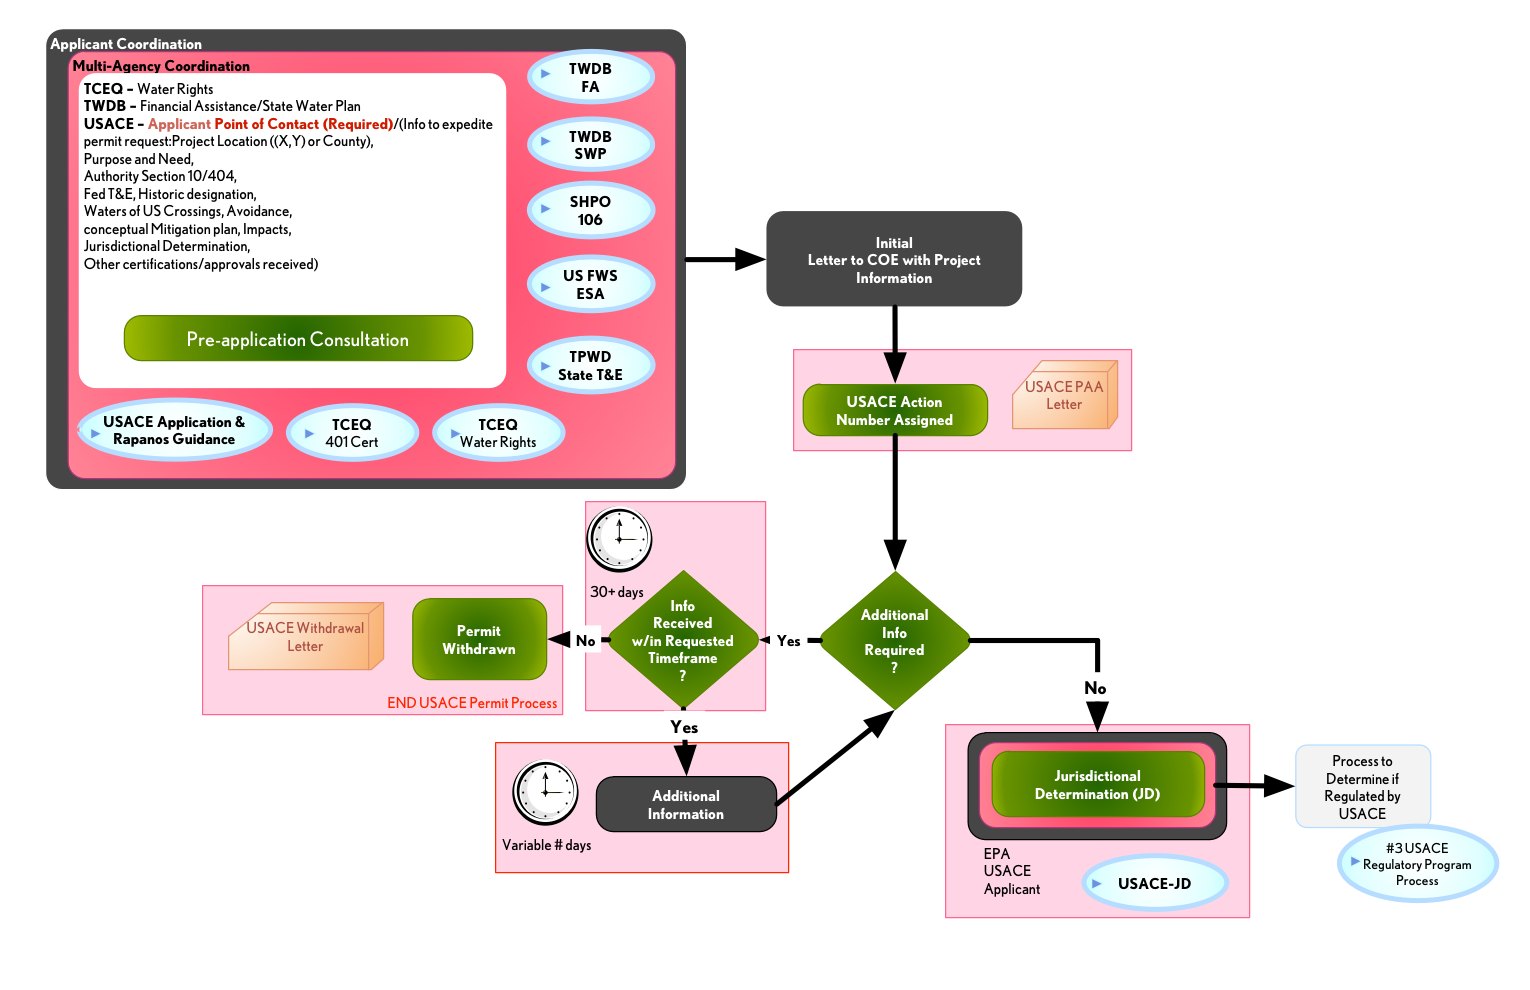 Applicant Coordination
Multi-Agency Coordination
TCEQ – Water Rights
TWDB – Financial Assistance/State Water Plan
USACE – Applicant Point of Contact (Required)/(Info to expedite
permit request:Project Location ((X,Y) or County),
Purpose and Need,
Authority Section 10/404,
Fed T&E, Historic designation,
Waters of US Crossings, Avoidance,
conceptual Mitigation plan, Impacts,
Jurisdictional Determination,
Other certifications/approvals received)
Pre-application Consultation
TWDB
FA
TWDB
SWP
SHPO
106
US FWS
ESA
TPWD
State T&E
USACE Application &
Rapanos Guidance
TCEQ
401 Cert
TCEQ
Water Rights
Initial
Letter to COE with Project
Information
USACE Action
Number Assigned
USACE PAA
Letter
Additional
Info
Required
?
Yes
No
30+ days
Info
Received
w/in Requested
Timeframe
?
No
Yes
Permit
Withdrawn
USACE Withdrawal
Letter
END USACE Permit Process
Additional
Information
Variable # days
Jurisdictional
Determination (JD)
EPA
USACE
Applicant
USACE-JD
Process to
Determine if
Regulated by
USACE
#3 USACE
Regulatory Program
Process